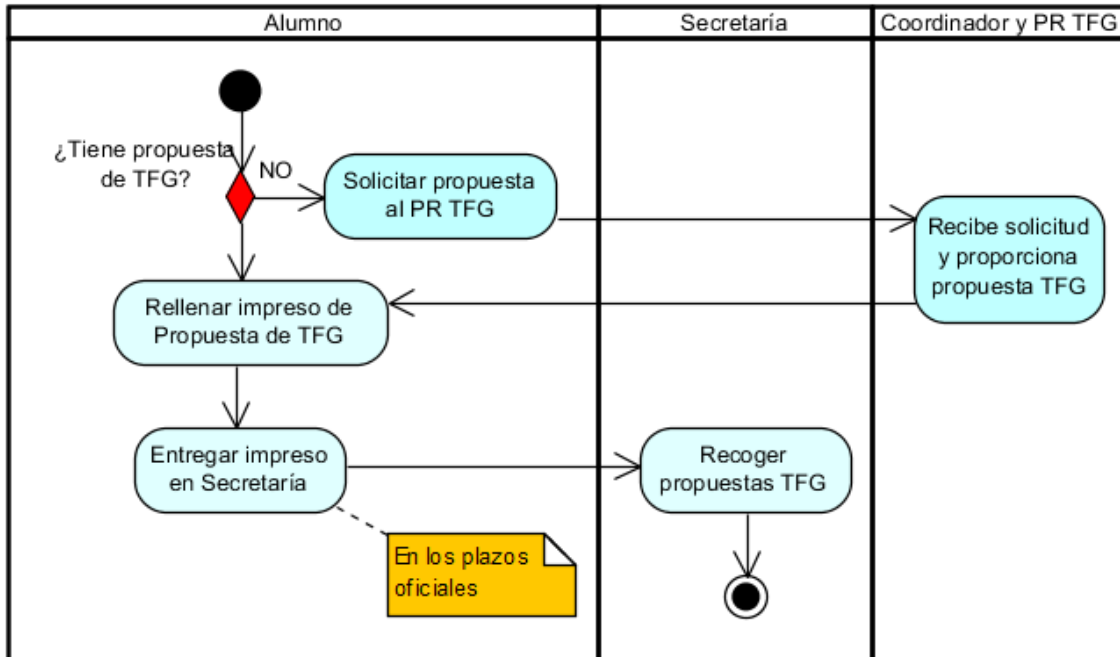 Alumno
Secretaría
Coordinador y PR TFG
¿Tiene propuesta
de TFG?
NO
Solicitar propuesta
al PR TFG
Recibe solicitud
y proporciona
propuesta TFG
Rellenar impreso de
Propuesta de TFG
Entregar impreso
en Secretaría
Recoger
propuestas TFG
En los plazos
oficiales